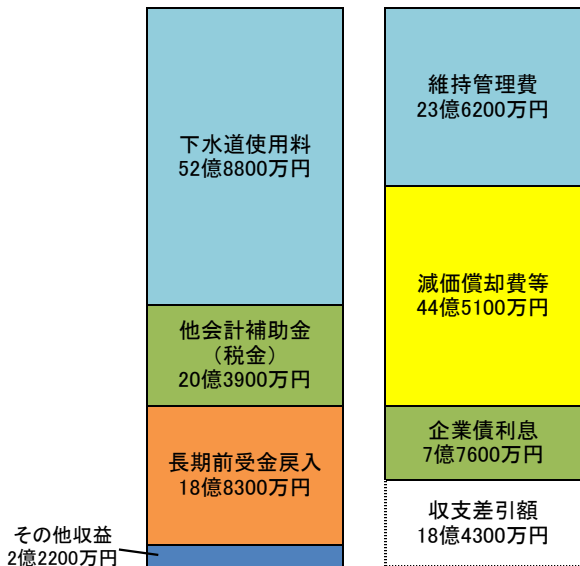 下水道使用料
52億8800万円
他会計補助金
（税金）
20億3900万円
長期前受金戻入
18億8300万円
その他収益
2億2200万円
維持管理費
23億6200万円
減価償却費等
44億5100万円
企業債利息
7億7600万円
収支差引額
18億4300万円